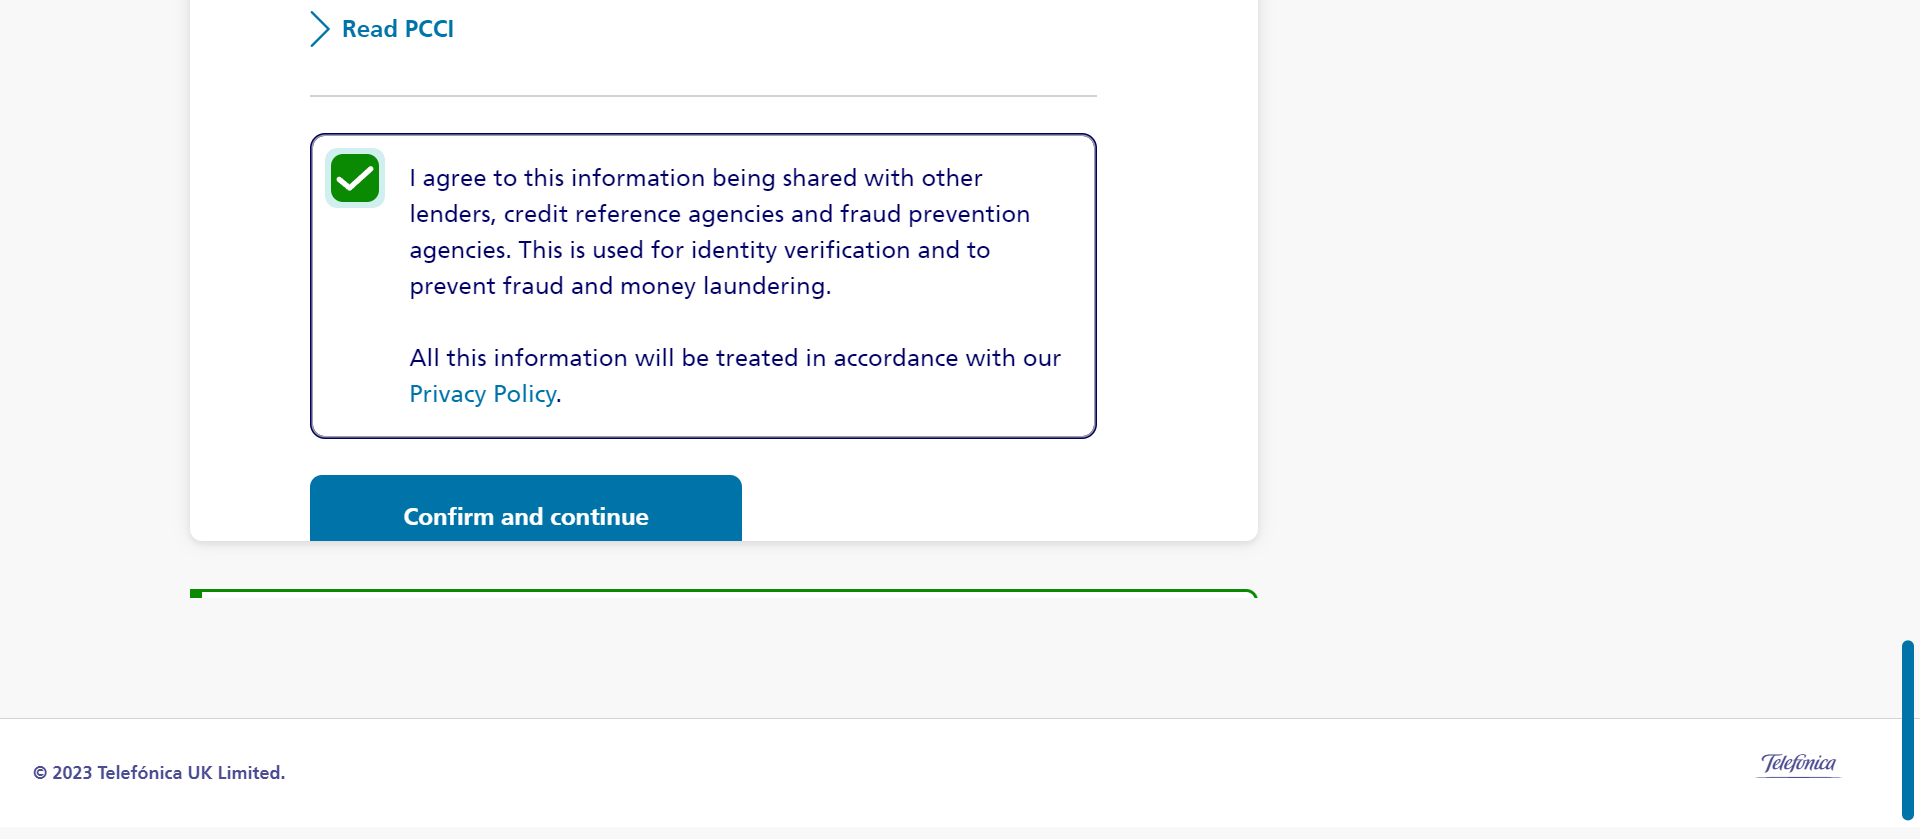 Read PCCI
I agree to this information being shared with other
lenders, credit reference agencies and fraud prevention
agencies. This is used for identity verification and to
prevent fraud and money laundering.
All this information will be treated in accordance with our
Privacy Policy.
Confirm and continue
© 2023 Telefónica UK Limited.
Telefónica